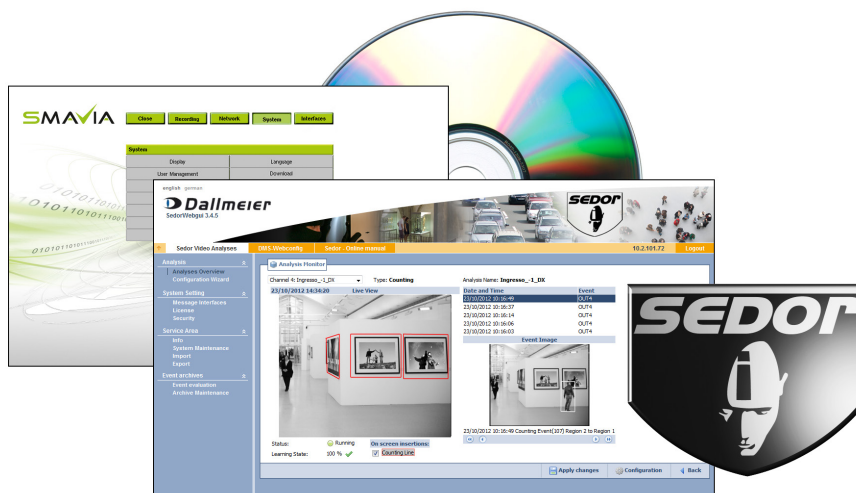 SMAVIA
Close Recording Network System Interfaces
System
Display Language
User Management Download
0101101011100
english german
Dallmeier
SedorWebgui 3.4.5
SEDOR
Sedor Video Analyses DMS-Webconfig Sedor - Online manual 10.2.101.72 Logout
Analysis
Analyses Overview
Configuration Wizard
System Setting
Message Interfaces
License
Security
Service Area
Info
System Maintenance
Import
Export
Event archives
Event evaluation
Archive Maintenance
Analysis Monitor
Channel 4: Ingresso_-1_DX Type: Counting Analysis Name: Ingresso_-1_DX
23/10/2012 14:34:20 Live View
Date and Time Event
23/10/2012 10:16:49 OUT4
23/10/2012 10:16:37 OUT4
23/10/2012 10:16:14 OUT4
23/10/2012 10:16:06 OUT4
23/10/2012 10:16:03 OUT4
Event Image
23/10/2012 10:16:49 Counting Event(107) Region 2 to Region 1
Status: Running On screen insertions:
Learning State: 100 % Counting Line
Apply changes Configuration Back
SEDOR